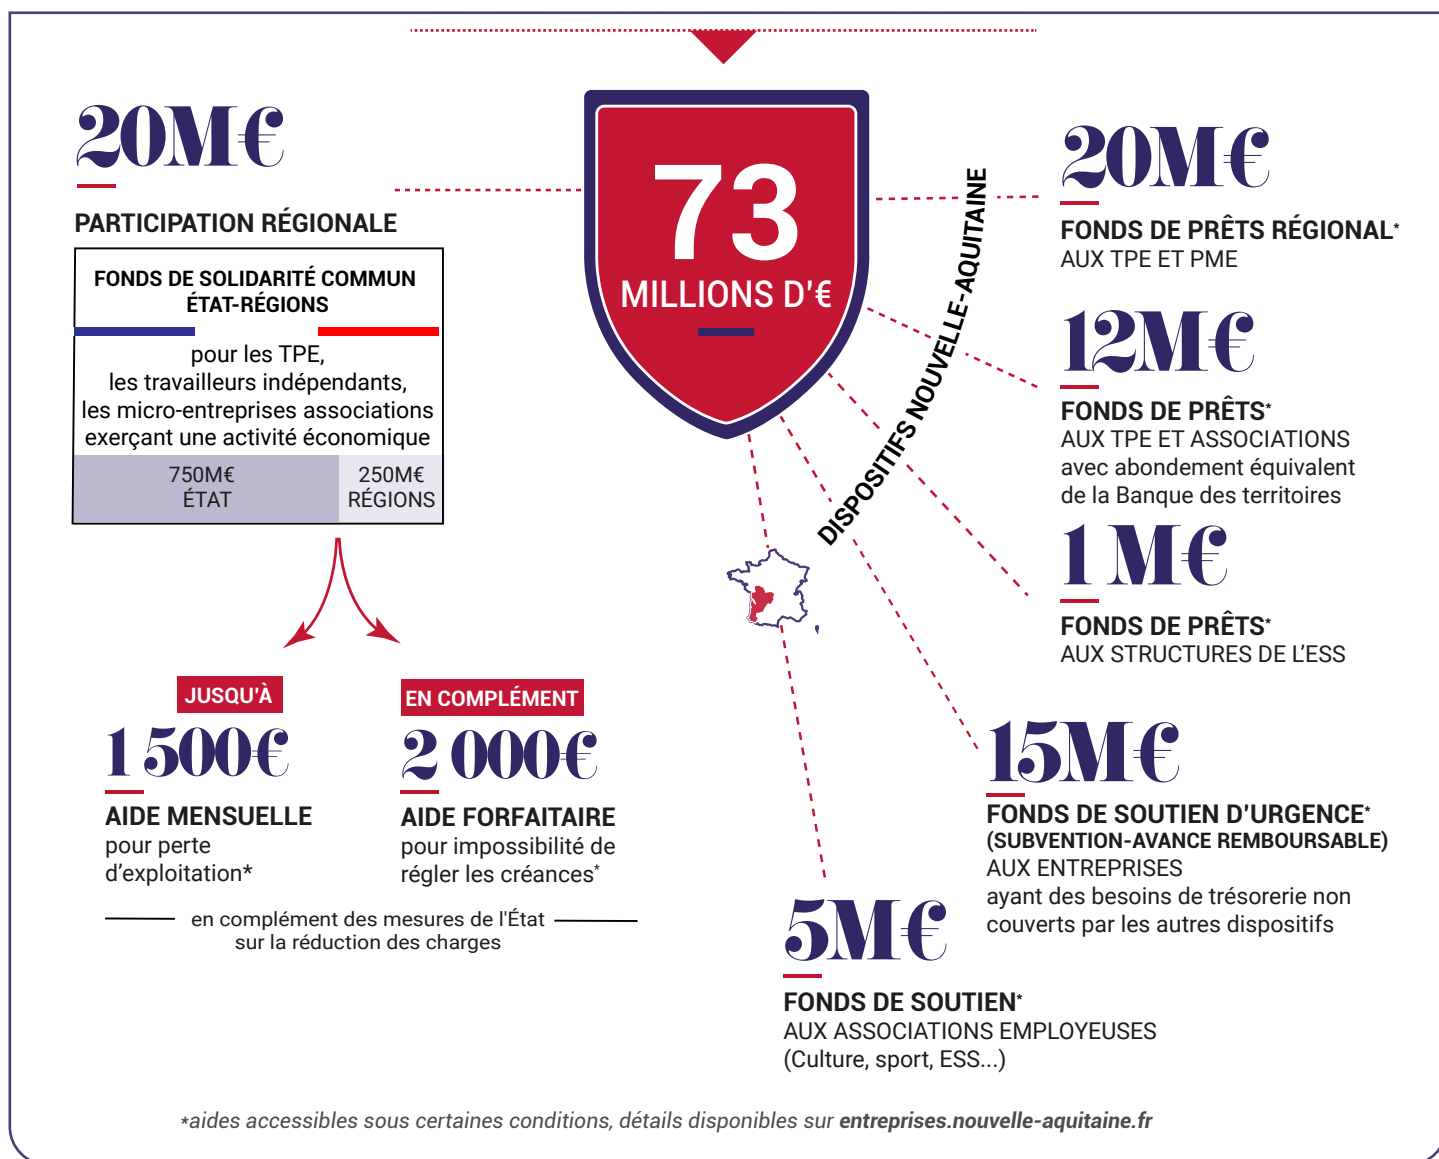 20M€
PARTICIPATION RÉGIONALE
FONDS DE SOLIDARITÉ COMMUN
ÉTAT-RÉGIONS
pour les TPE,
les travailleurs indépendants,
les micro-entreprises associations
exerçant une activité économique
750M€
ÉTAT
250M€
RÉGIONS
JUSQU'À
1 500€
AIDE MENSUELLE
pour perte
d'exploitation*
EN COMPLÉMENT
2 000€
AIDE FORFAITAIRE
pour impossibilité de
régler les créances*
en complément des mesures de l'État
sur la réduction des charges
73
MILLIONS D'€
DISPOSITIFS NOUVELLE-AQUITAINE
20M€
FONDS DE PRÊTS RÉGIONAL*
AUX TPE ET PME
12M€
FONDS DE PRÊTS*
AUX TPE ET ASSOCIATIONS
avec abondement équivalent
de la Banque des territoires
1 M€
FONDS DE PRÊTS*
AUX STRUCTURES DE L'ESS
15M€
FONDS DE SOUTIEN D'URGENCE*
(SUBVENTION-AVANCE REMBOURSABLE)
AUX ENTREPRISES
ayant des besoins de trésorerie non
couverts par les autres dispositifs
5M€
FONDS DE SOUTIEN*
AUX ASSOCIATIONS EMPLOYEUSES
(Culture, sport, ESS...)
*aides accessibles sous certaines conditions, détails disponibles sur entreprises.nouvelle-aquitaine.fr